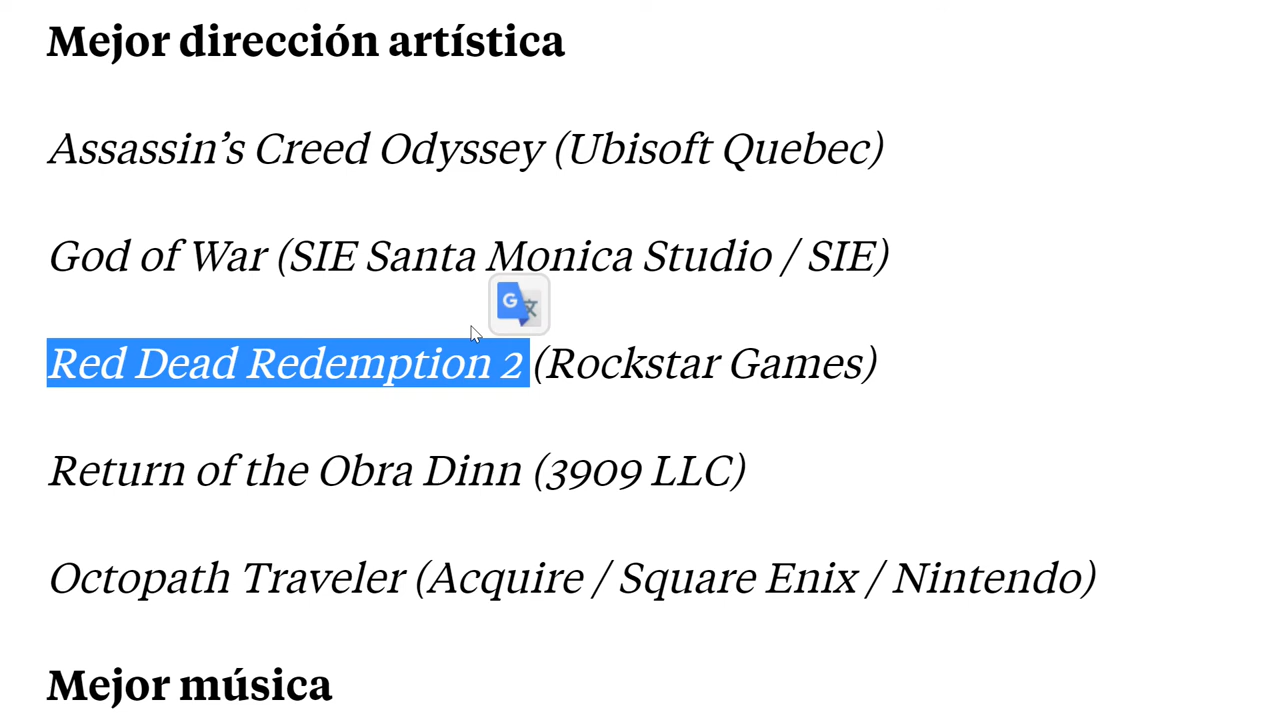 Mejor dirección artística
Assassin’s Creed Odyssey (Ubisoft Quebec)
God of War (SIE Santa Monica Studio / SIE)
Red Dead Redemption 2 (Rockstar Games)
Return of the Obra Dinn (3909 LLC)
Octopath Traveler (Acquire / Square Enix / Nintendo)
Mejor música